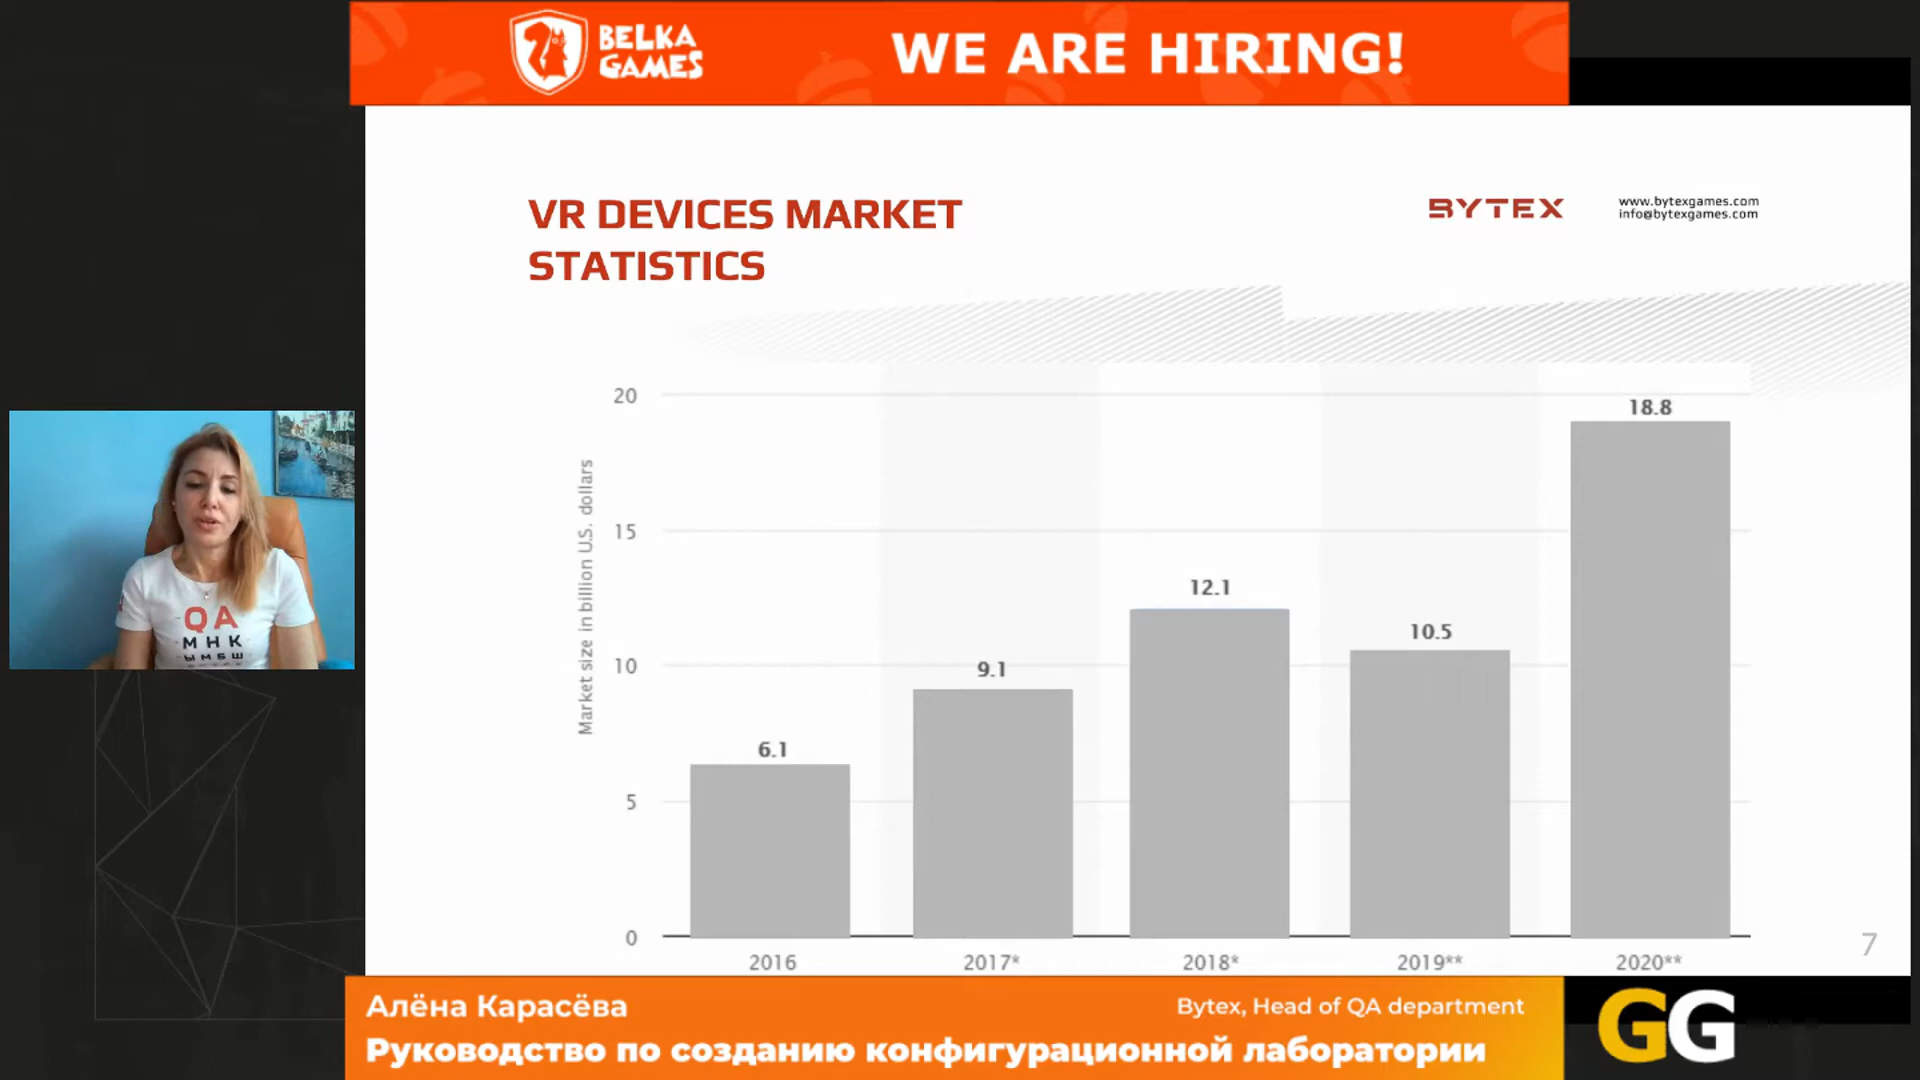 BELKA
GAMES
WE ARE HIRING!
VR DEVICES MARKET
STATISTICS
BYTEX
www.bytexgames.com
info@bytexgames.com
Market size in billion U.S. dollars
20
15
10
5
0
6.1
9.1
12.1
10.5
18.8
2016
2017*
2018*
2019**
2020**
7
QA
МНК
ЫМБШ
Алёна Карасёва
Bytex, Head of QA department
Руководство по созданию конфигурационной лаборатории
GG